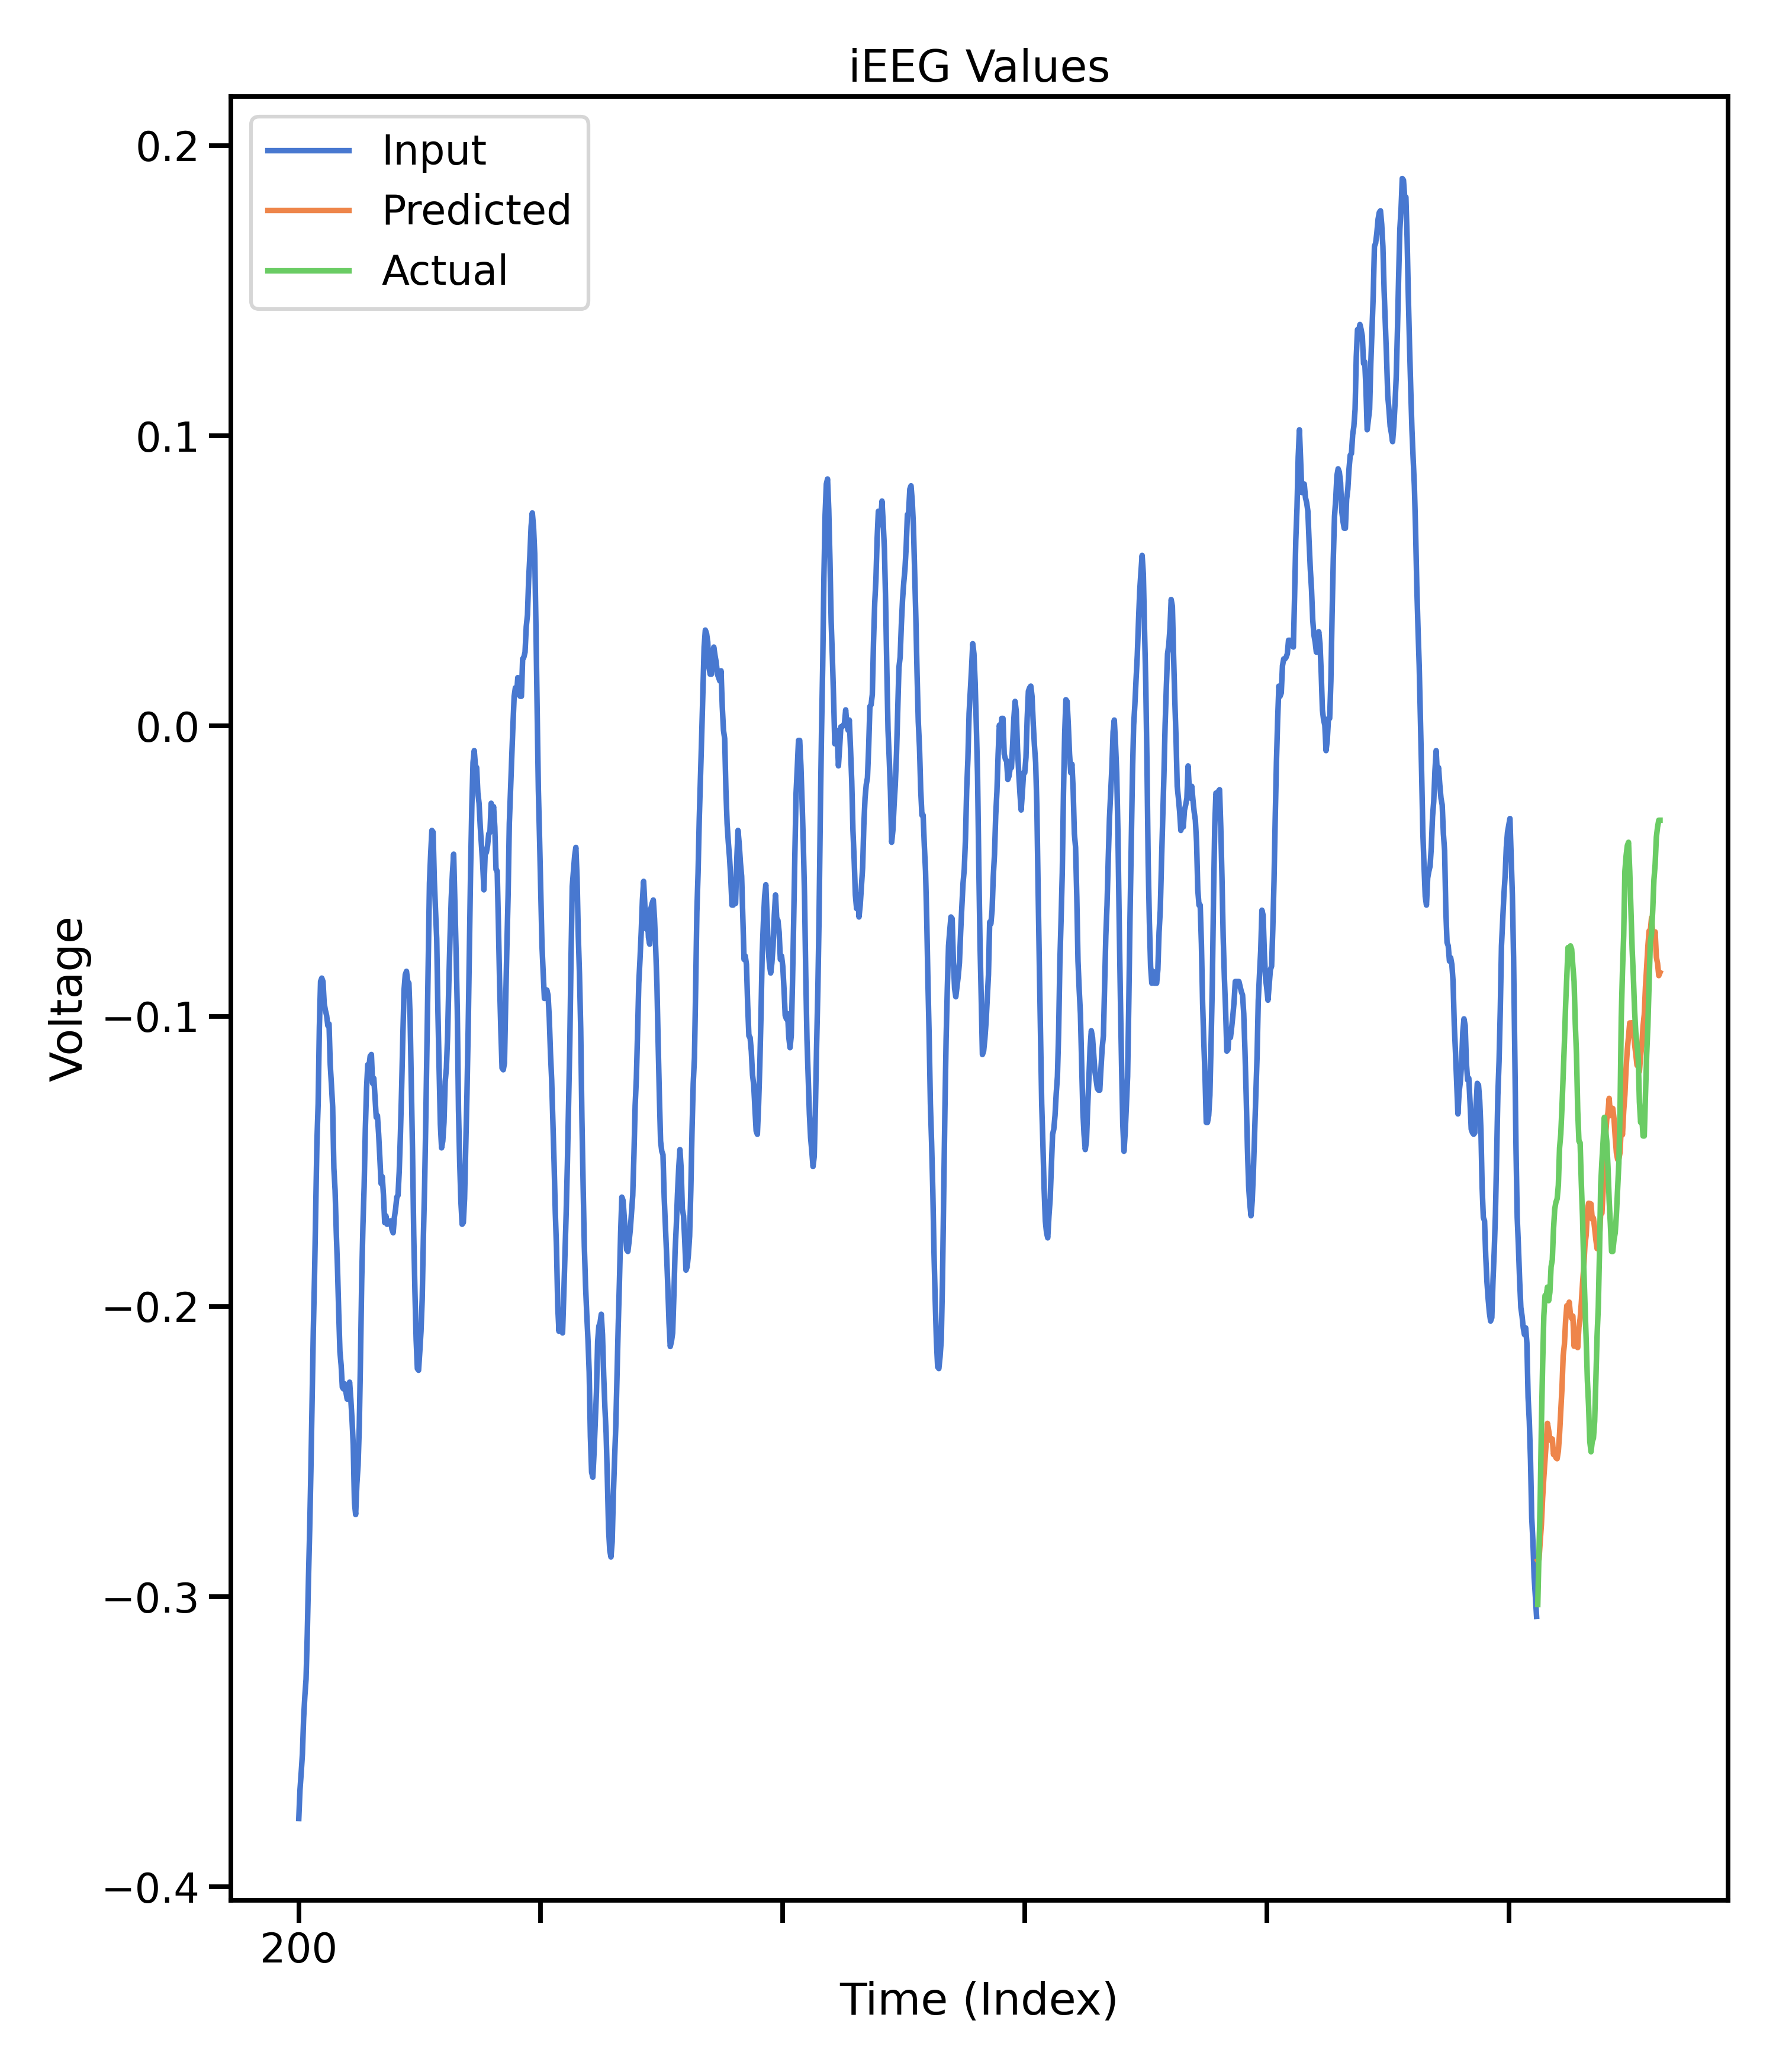 iEEG Values
Input
Predicted
Actual
0.2
0.1
0.0
−0.1
−0.2
−0.3
−0.4
Voltage
200
Time (Index)